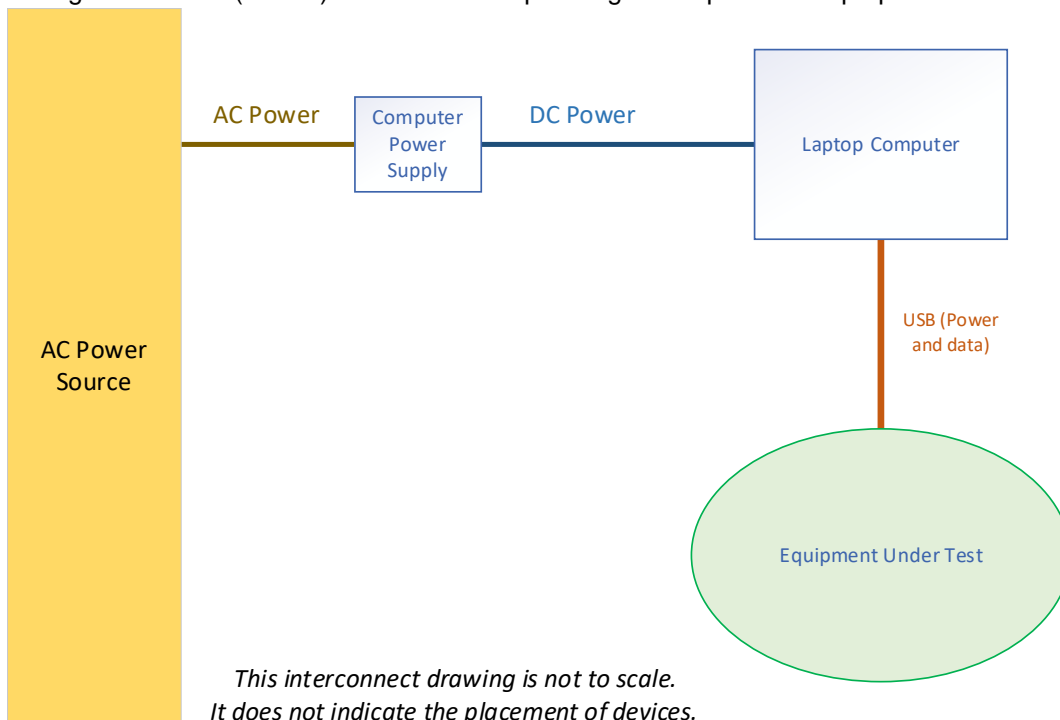 AC Power
Computer
Power
Supply
DC Power
Laptop Computer
USB (Power
and data)
AC Power
Source
Equipment Under Test
This interconnect drawing is not to scale.
It does not indicate the placement of devices.